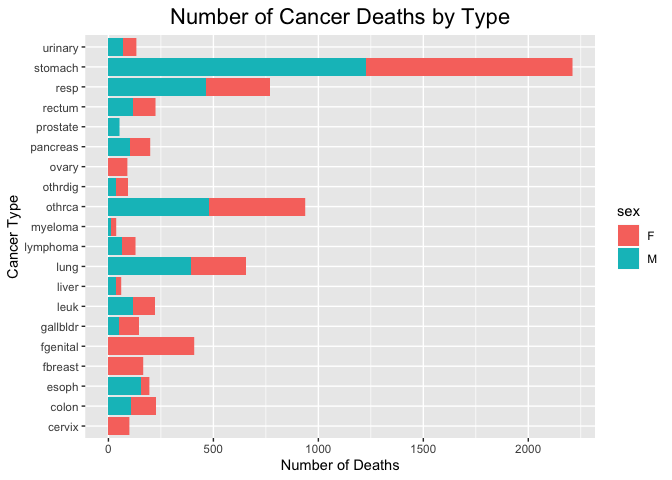 Number of Cancer Deaths by Type
urinary
stomach
resp
rectum
prostate
pancreas
ovary
othrdig
othrca
myeloma
lymphoma
lung
liver
leuk
gallbldr
fgenital
fbreast
esoph
colon
cervix
Cancer Type
0 500 1000 1500 2000
Number of Deaths
sex
F
M